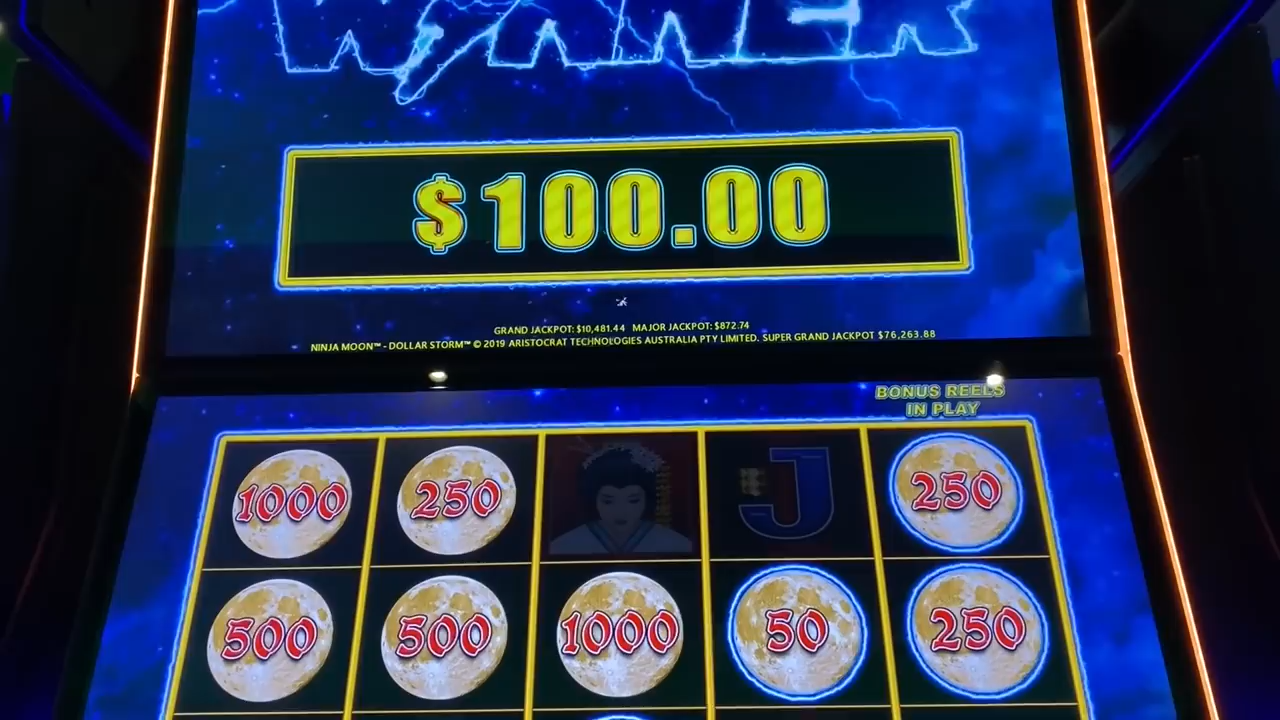 WINNER
$100.00
GRAND JACKPOT: $10,481.44 MAJOR JACKPOT: $872.74
NINJA MOON™ - DOLLAR STORM™ © 2019 ARISTOCRAT TECHNOLOGIES AUSTRALIA PTY LIMITED. SUPER GRAND JACKPOT $76,263.88
BONUS REELS
IN PLAY
1000 250 J 250
500 500 1000 50 250